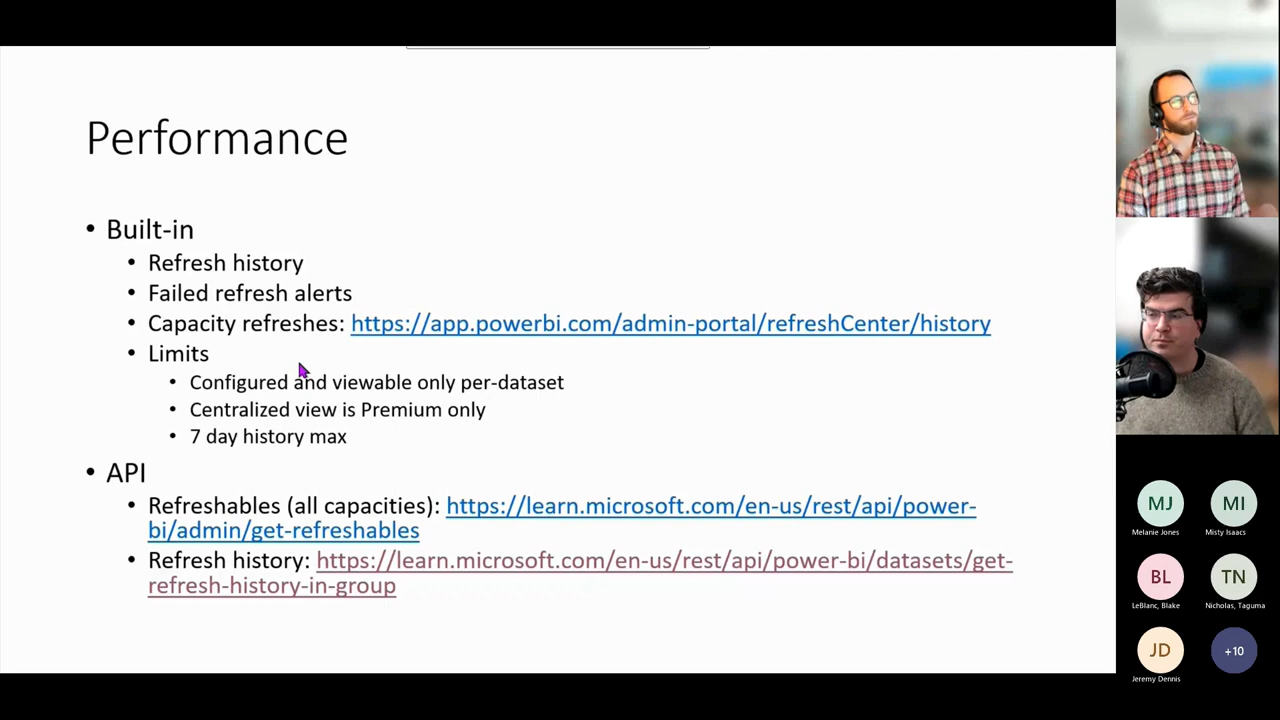 Performance
• Built-in
• Refresh history
• Failed refresh alerts
• Capacity refreshes: https://app.powerbi.com/admin-portal/refreshCenter/history
• Limits
• Configured and viewable only per-dataset
• Centralized view is Premium only
• 7 day history max
• API
• Refreshables (all capacities): https://learn.microsoft.com/en-us/rest/api/power-
bi/admin/get-refreshables
• Refresh history: https://learn.microsoft.com/en-us/rest/api/power-bi/datasets/get-
refresh-history-in-group
MJ
MI
Melanie Jones
Misty Isaacs
BL
TN
LeBlanc, Blake
Nicholas, Taguma
JD
+10
Jeremy Dennis